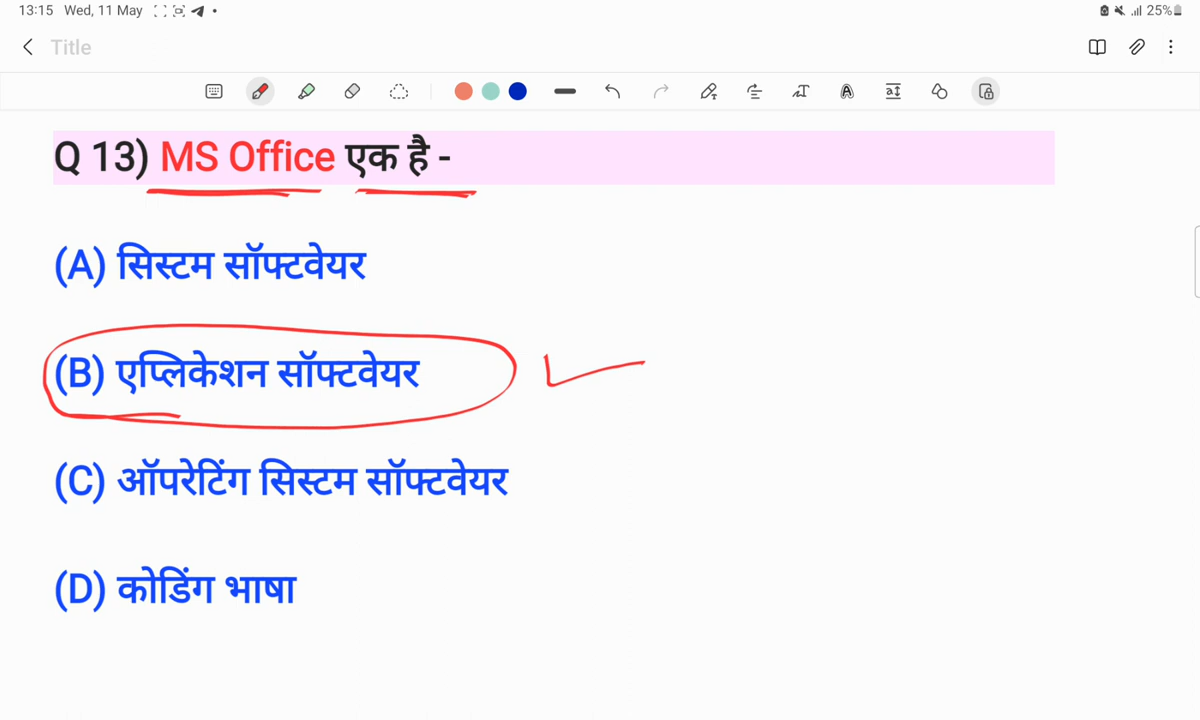 13:15 Wed, 11 May 25%
Title
Q 13) MS Office एक है -
(A) सिस्टम सॉफ्टवेयर
(B) एप्लिकेशन सॉफ्टवेयर
(C) ऑपरेटिंग सिस्टम सॉफ्टवेयर
(D) कोडिंग भाषा